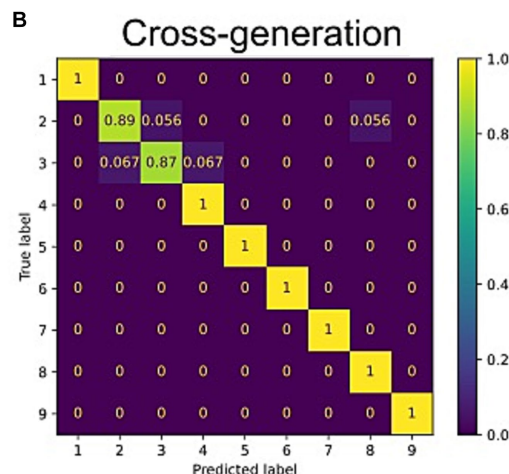 B
Cross-generation
1 1 0 0 0 0 0 0 0 0
2 0 0.89 0.056 0 0 0 0 0.056 0
3 0 0.067 0.87 0.067 0 0 0 0 0
4 0 0 0 1 0 0 0 0 0
5 0 0 0 0 1 0 0 0 0
6 0 0 0 0 0 1 0 0 0
7 0 0 0 0 0 0 1 0 0
8 0 0 0 0 0 0 0 1 0
9 0 0 0 0 0 0 0 0 1
True label
1 2 3 4 5 6 7 8 9
Predicted label
1.0
0.8
0.6
0.4
0.2
0.0